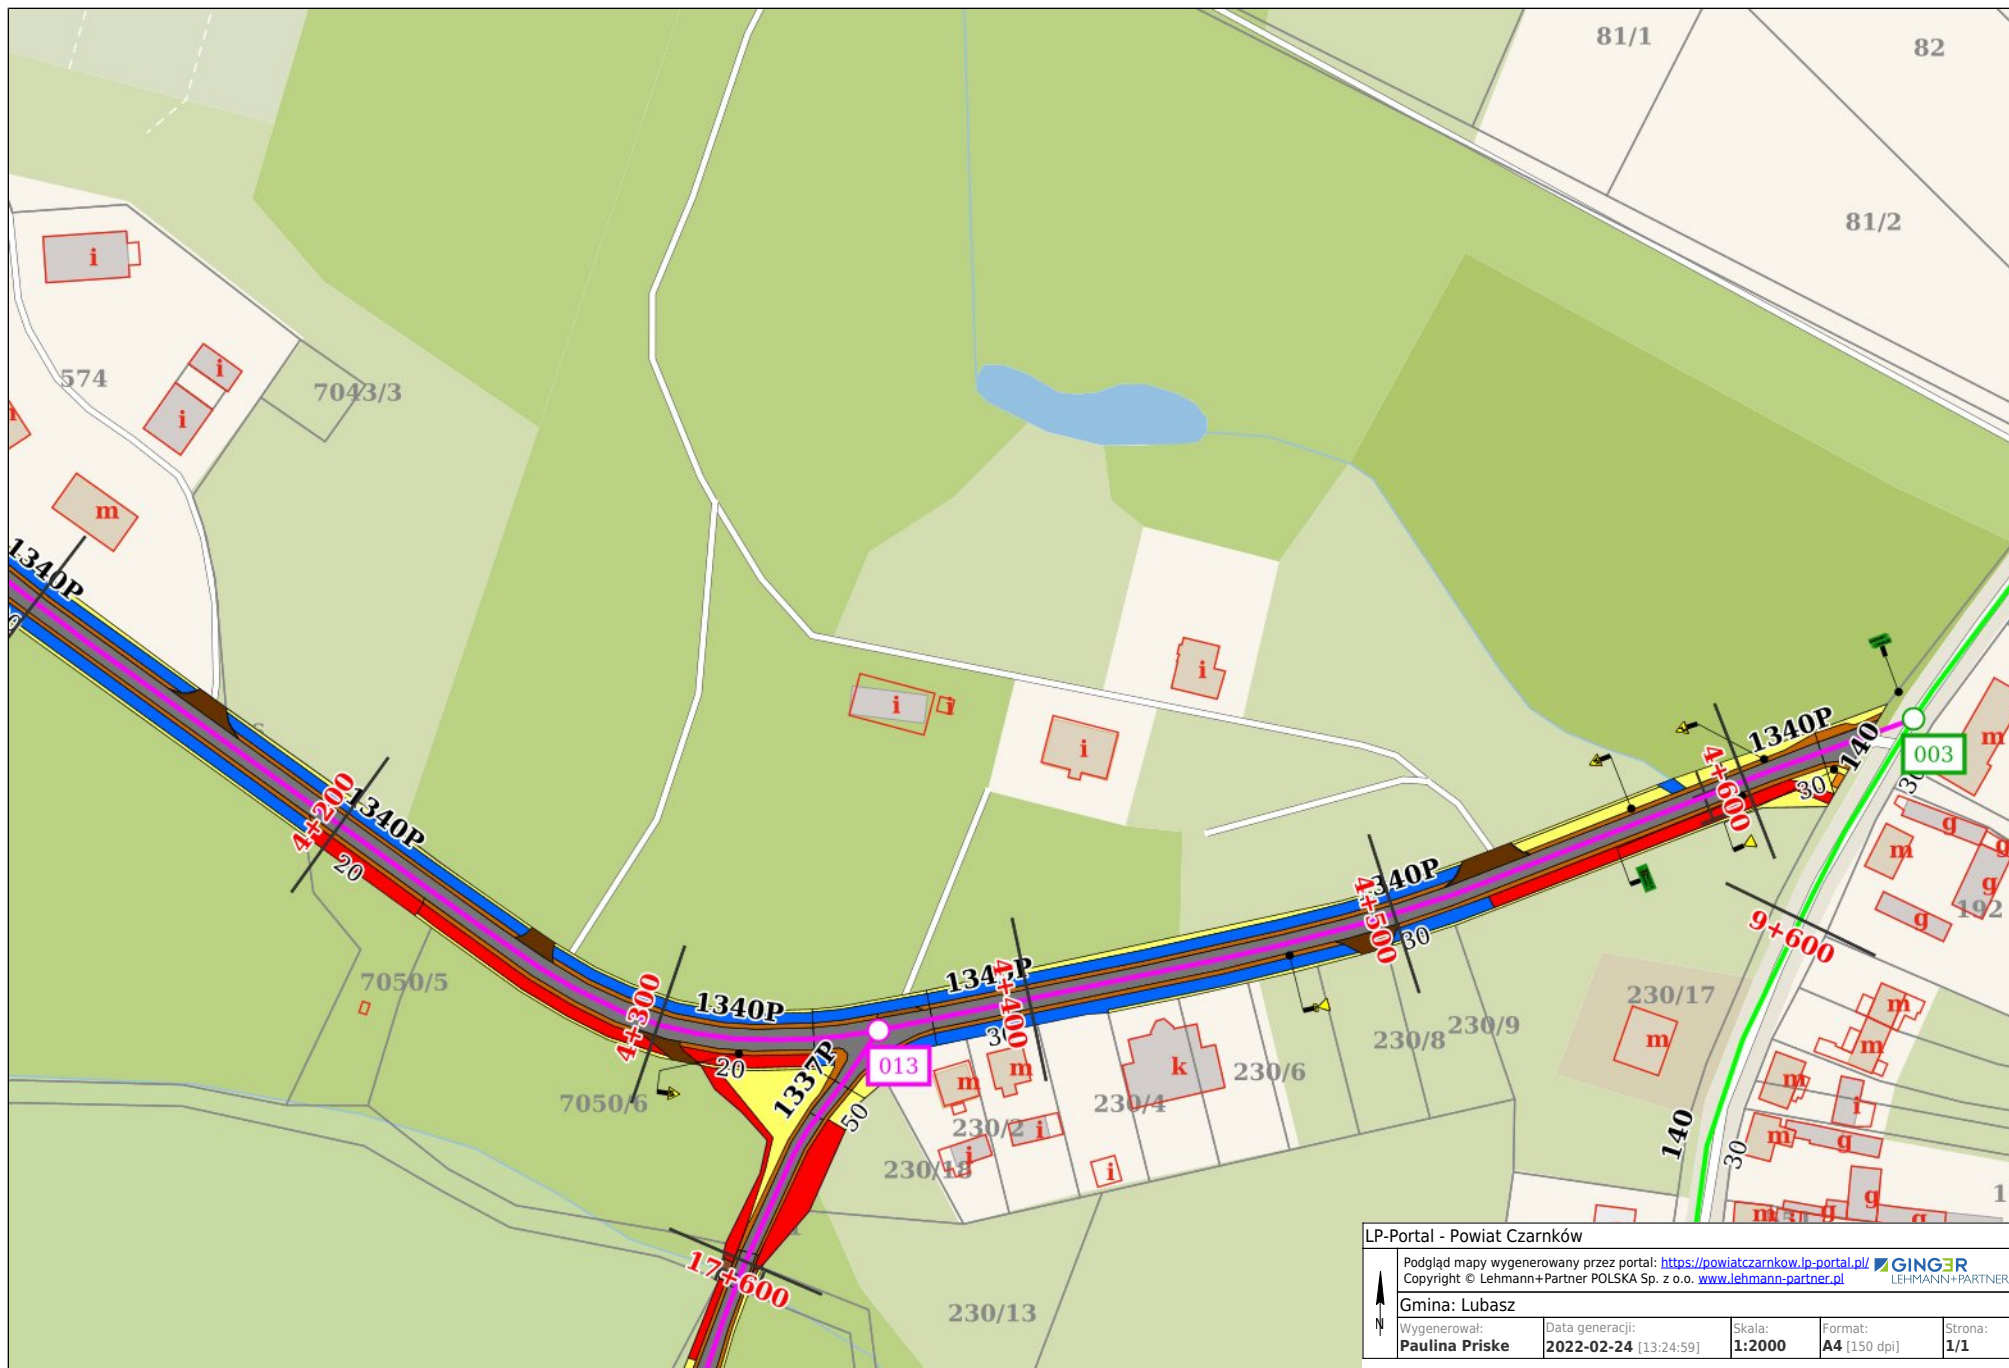 81/1
82
81/2
i
574
i
i
7043/3
m
1340P
i
i
i
i
4+200
1340P
20
1340P
4+600
140
003
30
30
m
g
m
g
g
g
192
1340P
4+500
30
9+600
7050/5
4+300
1340P
4+400
30
013
20
1337P
50
7050/6
m
m
k
230/2
i
i
i
230/18
230/4
230/6
230/8
230/9
230/17
m
m
m
m
i
m
g
140
30
g
m
g
g
17+600
230/13
LP-Portal - Powiat Czarnków
Podgląd mapy wygenerowany przez portal: https://powiatczarnkow.lp-portal.pl/
Copyright © Lehmann+Partner POLSKA Sp. z o.o. www.lehmann-partner.pl
GINGER
LEHMANN+PARTNER
N
Gmina: Lubasz
Wygenerował: Data generacji: Skala: Format: Strona:
Paulina Priske 2022-02-24 [13:24:59] 1:2000 A4 [150 dpi] 1/1